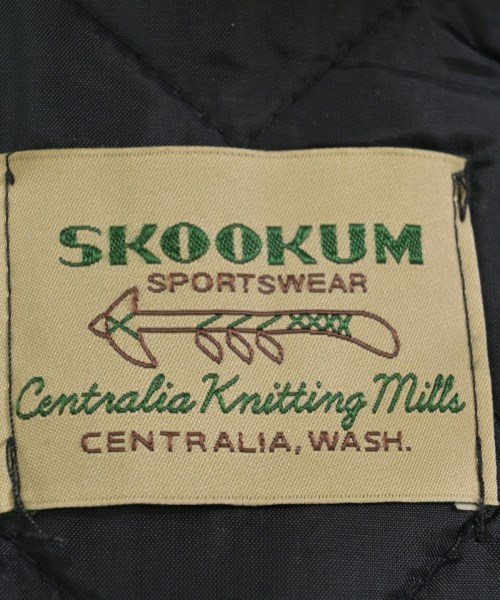 SKOOKUM
SPORTSWEAR
Centralia Knitting Mills
CENTRALIA, WASH.